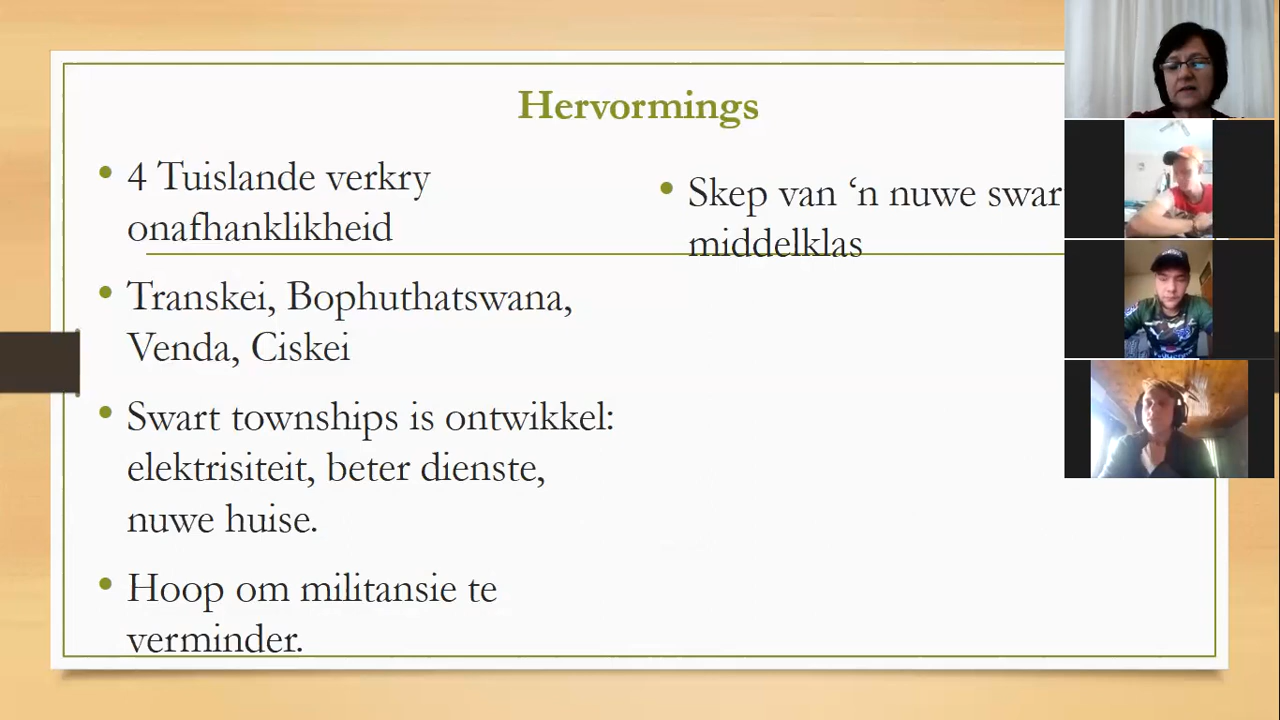 Hervormings
4 Tuislande verkry
onafhanklikheid
Transkei, Bophuthatswana,
Venda, Ciskei
Swart townships is ontwikkel:
elektrisiteit, beter dienste,
nuwe huise.
Hoop om militansie te
verminder.
Skep van ‘n nuwe swar
middelklas